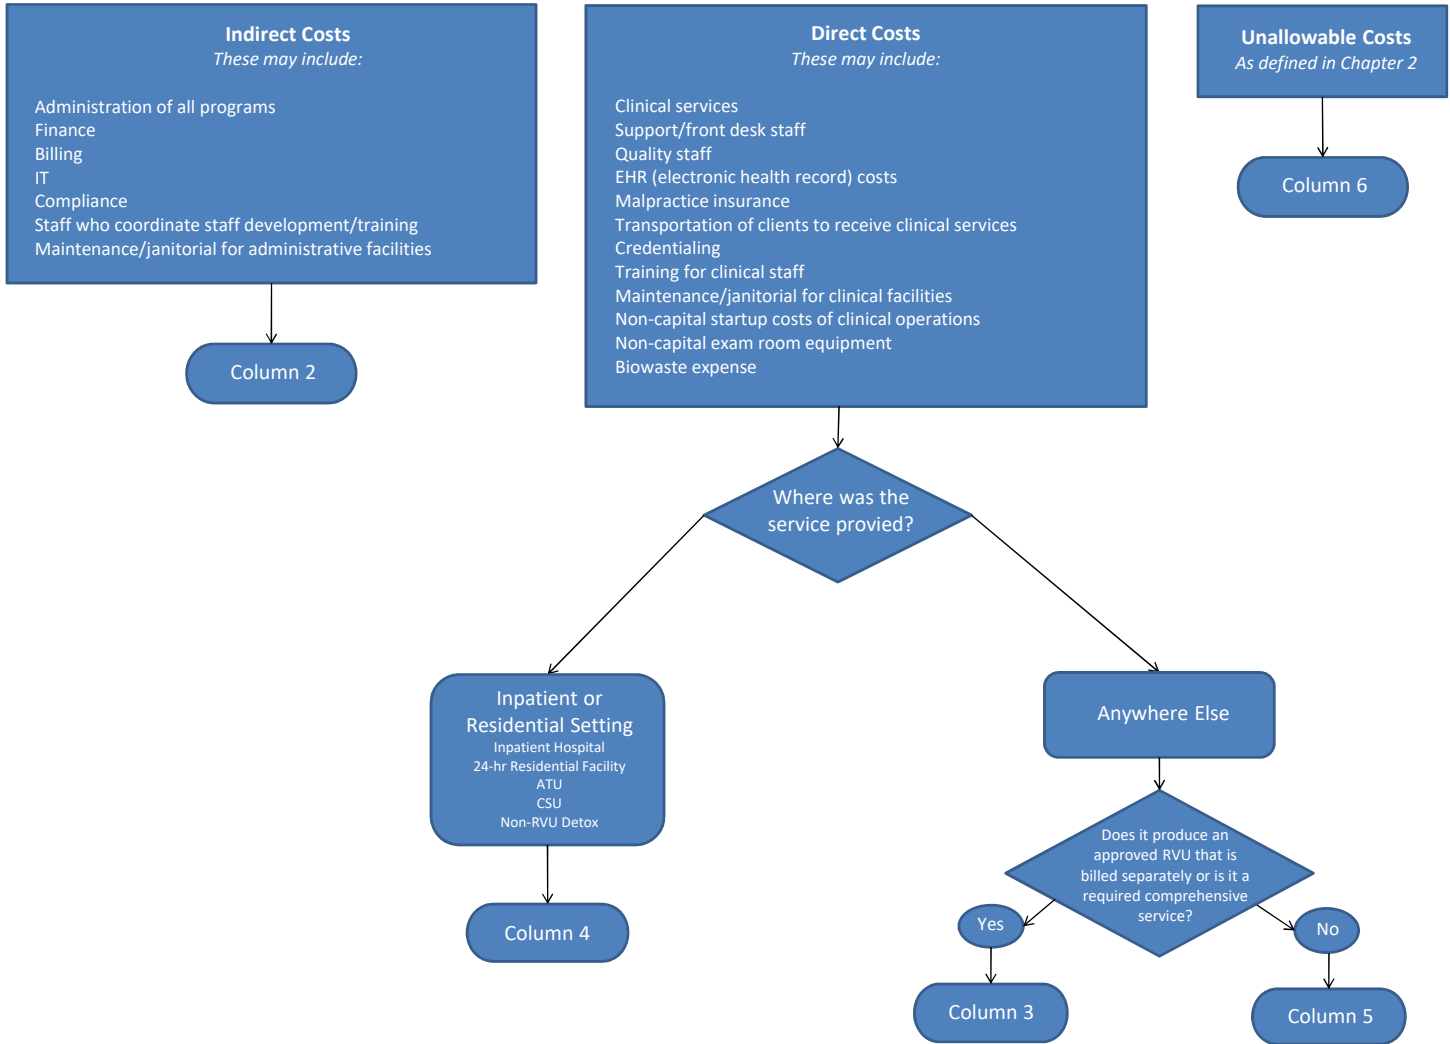 Indirect Costs
These may include:
Administration of all programs
Finance
Billing
IT
Compliance
Staff who coordinate staff development/training
Maintenance/janitorial for administrative facilities
Column 2
Direct Costs
These may include:
Clinical services
Support/front desk staff
Quality staff
EHR (electronic health record) costs
Malpractice insurance
Transportation of clients to receive clinical services
Credentialing
Training for clinical staff
Maintenance/janitorial for clinical facilities
Non-capital startup costs of clinical operations
Non-capital exam room equipment
Biowaste expense
Unallowable Costs
As defined in Chapter 2
Column 6
Where was the
service provied?
Inpatient or
Residential Setting
Inpatient Hospital
24-hr Residential Facility
ATU
CSU
Non-RVU Detox
Column 4
Anywhere Else
Does it produce an
approved RVU that is
billed separately or is it a
required comprehensive
service?
Yes
No
Column 3
Column 5